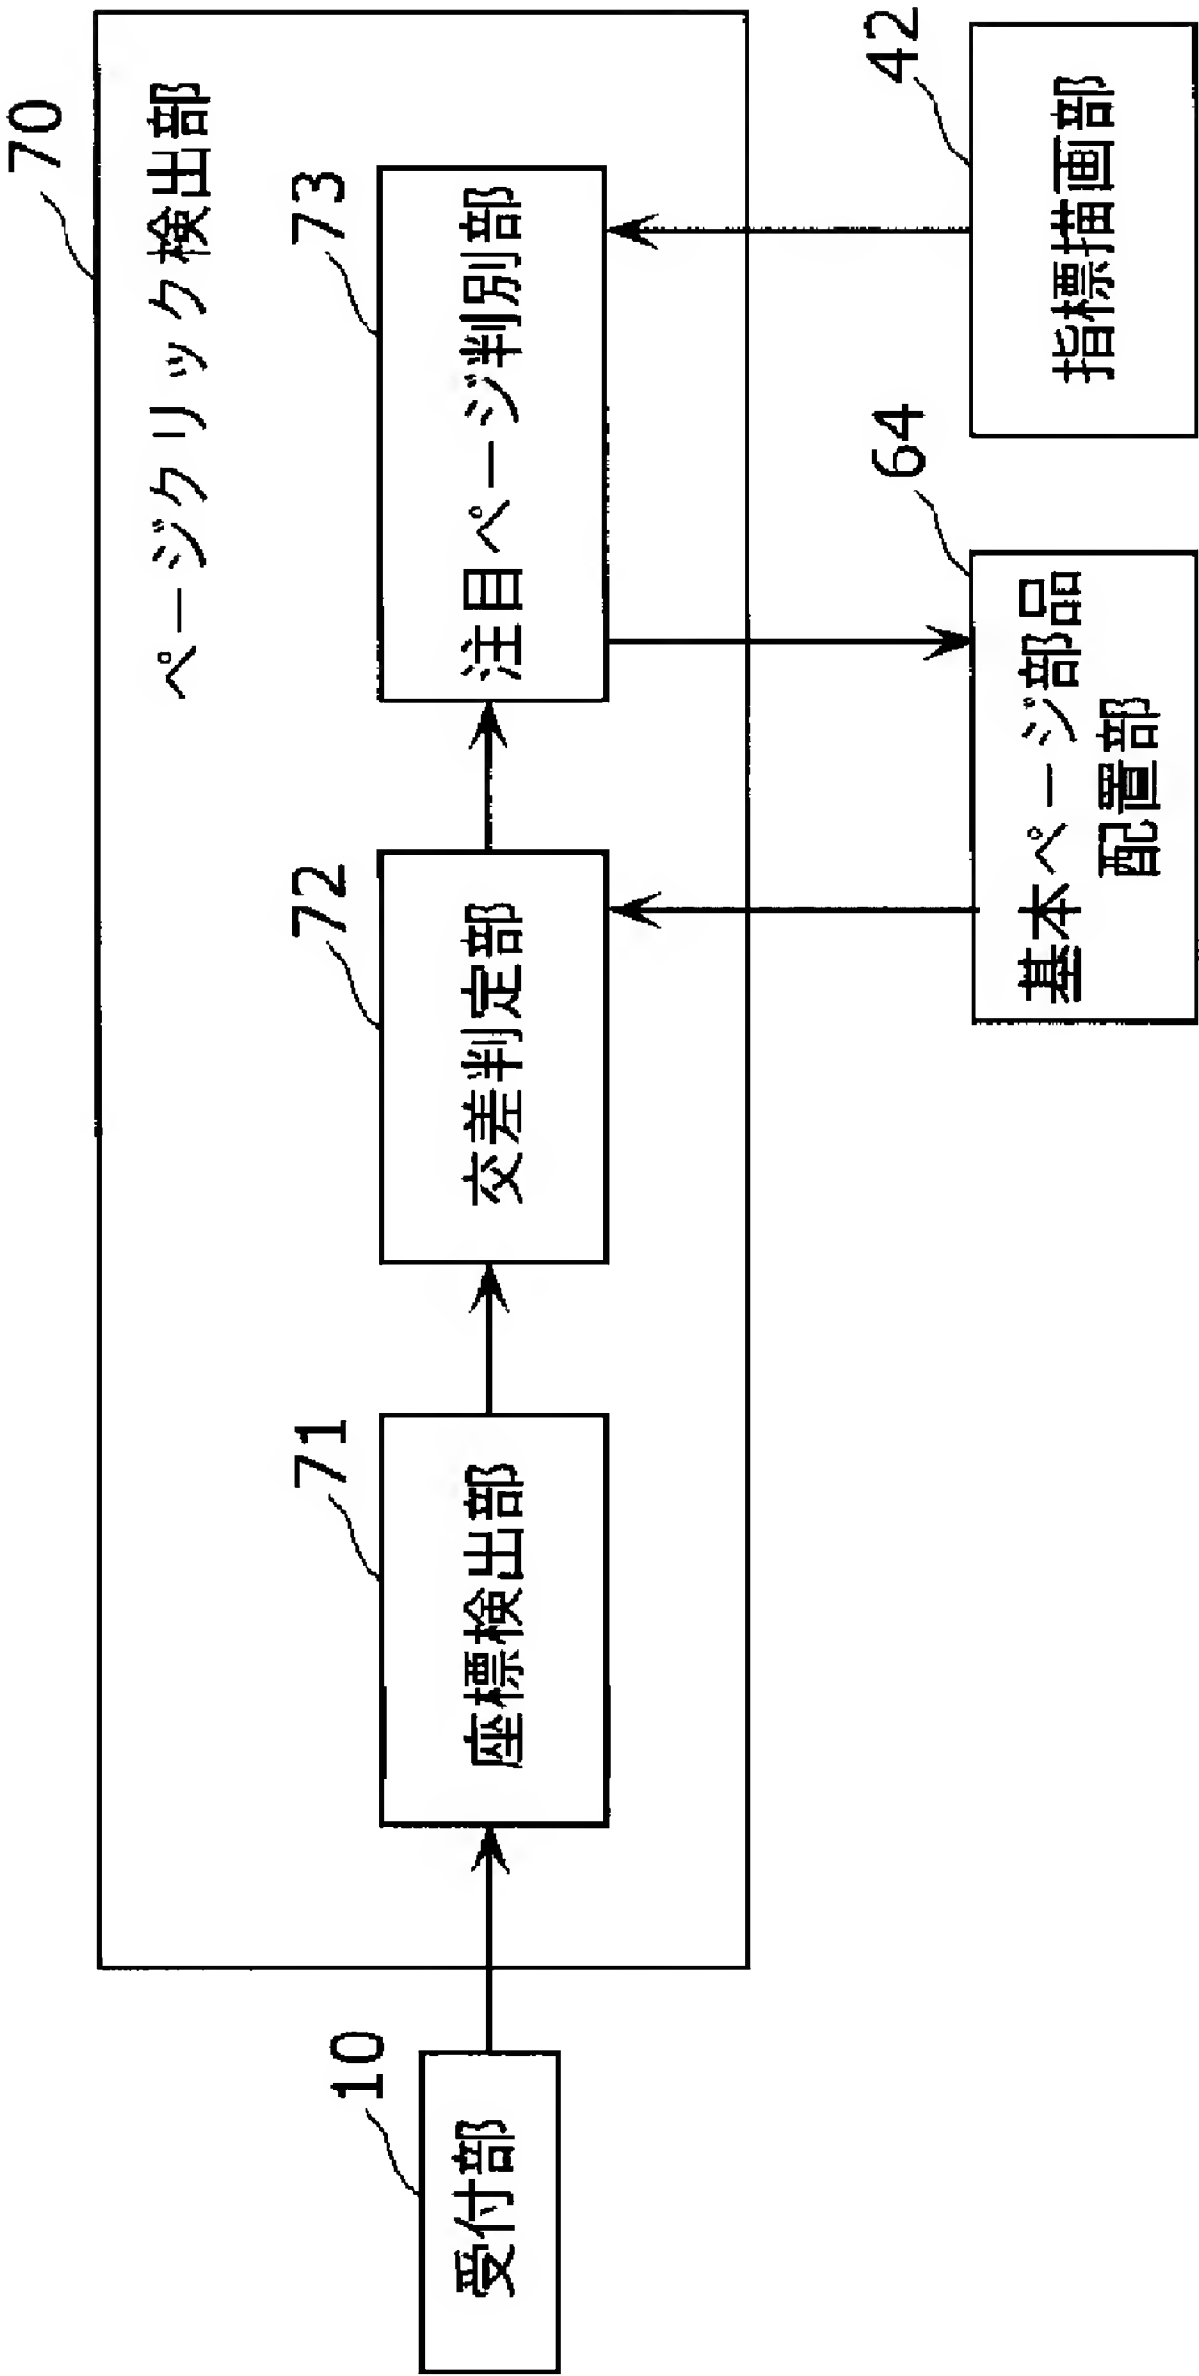 70
ページクリック検出部
10
受付部
71
座標検出部
72
交差判定部
73
注目ページ判別部
64
基本ページ部品
配置部
42
指標描画部